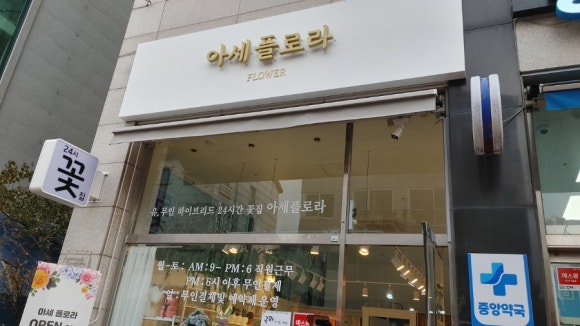 아세 플로라
FLOWER
24시
꽃
집
유,무인 하이브리드 24시간 꽃집 아세플로라
월 - 토 : AM:9 - PM:6 직원근무
PM:6시 이후 무인결제
일 : 무인결제및 예약제 운영
아세 플로라
OPEN
중앙약국